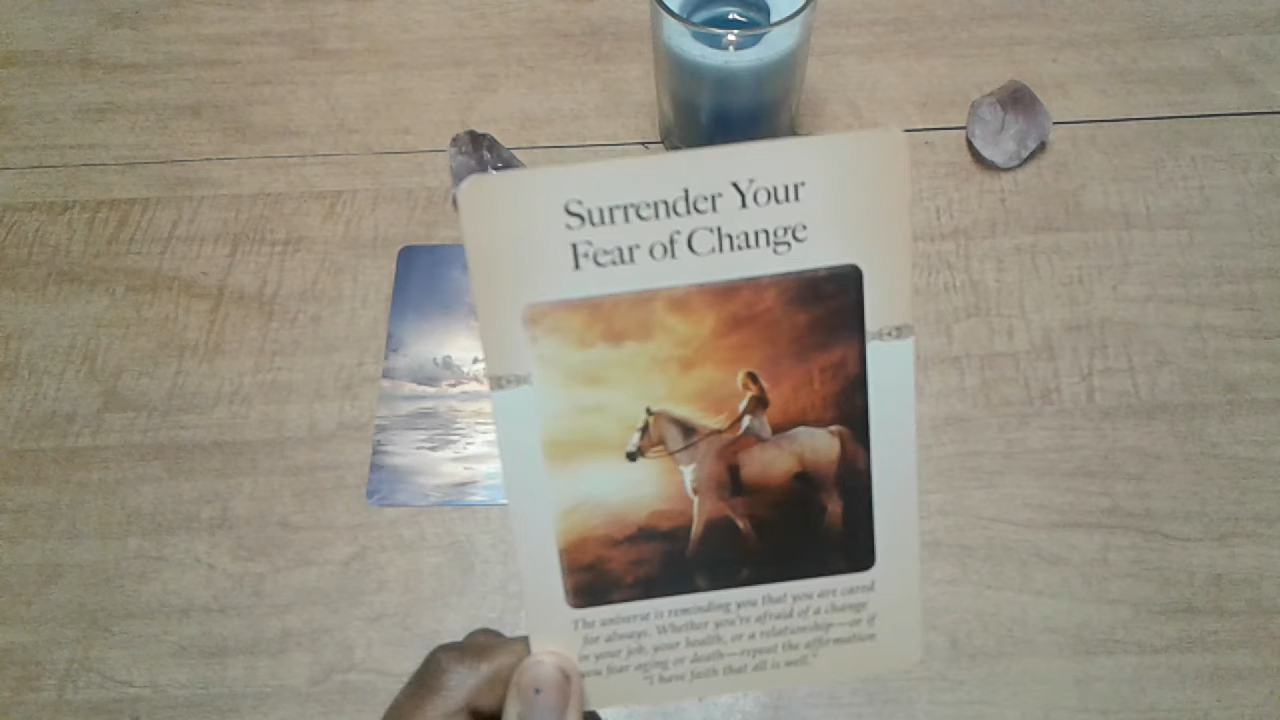 Surrender Your
Fear of Change
The universe is reminding you that you are cared
for always. Whether you're afraid of a change
in your job, your health, or a relationship—or if
you fear aging or death—repeat the affirmation
"I have faith that all is well."